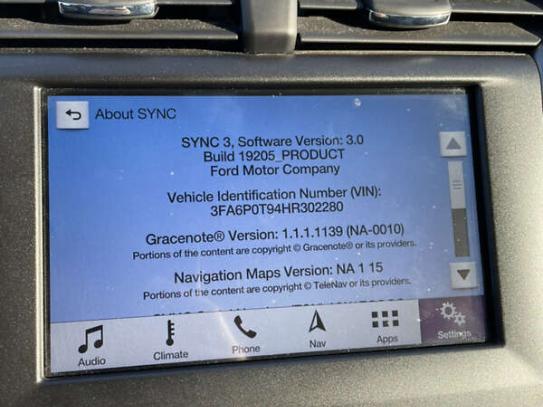 About SYNC
SYNC 3, Software Version: 3.0
Build 19205_PRODUCT
Ford Motor Company
Vehicle Identification Number (VIN):
3FA6P0T94HR302280
Gracenote® Version: 1.1.1.1139 (NA-0010)
Portions of the content are copyright © Gracenote® or its providers.
Navigation Maps Version: NA 1 15
Portions of the content are copyright © TeleNav or its providers.
Audio
Climate
Phone
Nav
Apps
Settings